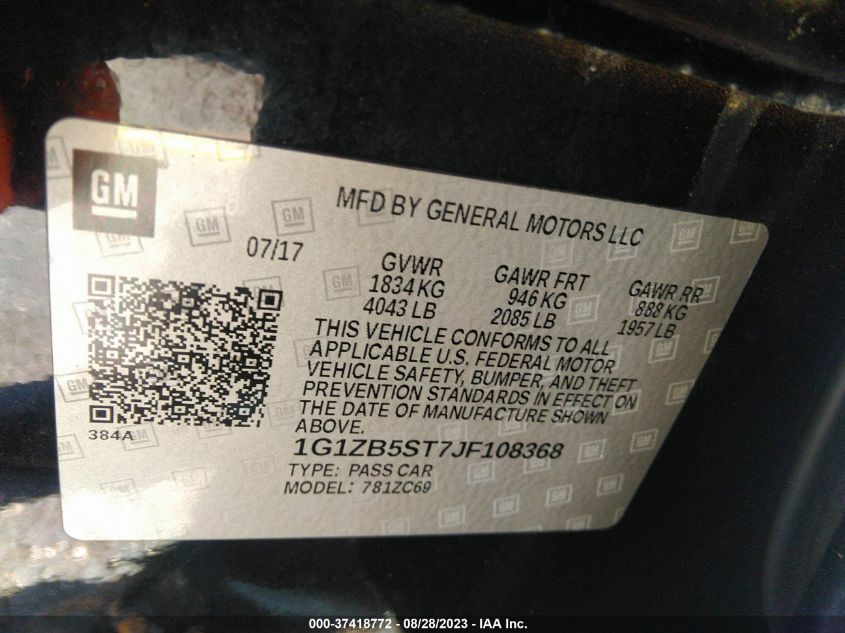 GM
MFD BY GENERAL MOTORS LLC
07/17
GVWR GAWR FRT GAWR RR
1834 KG 946 KG 888 KG
4043 LB 2085 LB 1957 LB
THIS VEHICLE CONFORMS TO ALL
APPLICABLE U.S. FEDERAL MOTOR
VEHICLE SAFETY, BUMPER, AND THEFT
PREVENTION STANDARDS IN EFFECT ON
THE DATE OF MANUFACTURE SHOWN
ABOVE.
384A
1G1ZB5ST7JF108368
TYPE: PASS CAR
MODEL: 781ZC69
000-37418772 - 08/28/2023 - IAA Inc.